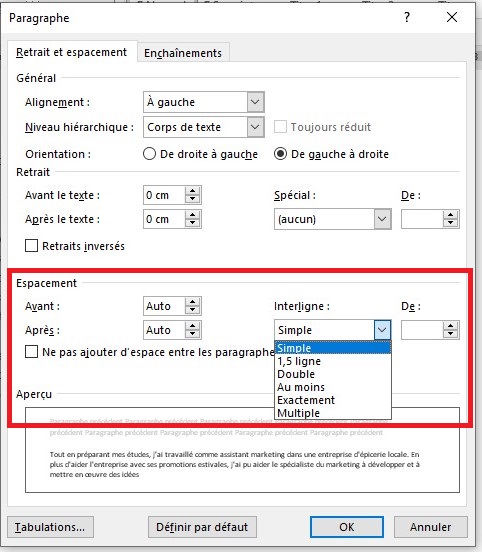 Paragraphe ? ×
Retrait et espacement Enchaînements
Général
Alignement : À gauche
Niveau hiérarchique : Corps de texte Toujours réduit
Orientation : De droite à gauche De gauche à droite
Retrait
Avant le texte : 0 cm Spécial : De :
Après le texte : 0 cm (aucun)
Retraits inversés
Espacement
Avant : Auto Interligne : De :
Après : Auto Simple
Ne pas ajouter d'espace entre les paragraphe
Simple
1,5 ligne
Double
Au moins
Exactement
Multiple
Aperçu
Paragraphe précédent Paragraphe précédent Paragraphe précédent Paragraphe précédent
précédent Paragraphe précédent Paragraphe précédent Paragraphe précédent
Tout en préparant mes études, j'ai travaillé comme assistant marketing dans une entreprise d'épicerie locale. En
plus d'aider l'entreprise avec ses promotions estivales, j'ai pu aider le spécialiste du marketing à développer et à
mettre en œuvre des idées
Tabulations... Définir par défaut OK Annuler